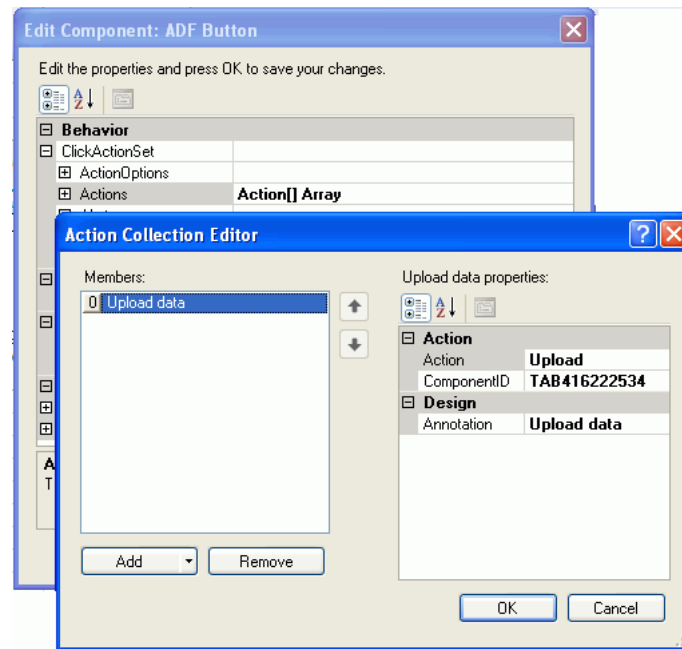 Edit Component: ADF Button
Edit the properties and press OK to save your changes.
Behavior
ClickActionSet
ActionOptions
Actions Action[] Array
Action Collection Editor
Members:
0 Upload data
Add
Remove
Upload data properties:
Action
Action Upload
ComponentID TAB416222534
Design
Annotation Upload data
OK
Cancel